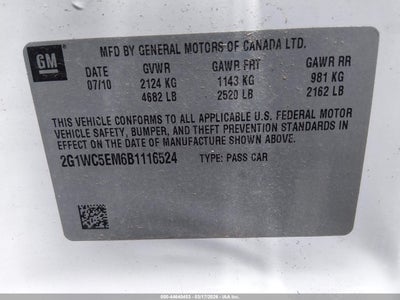 GM
MFD BY GENERAL MOTORS OF CANADA LTD.
DATE GVWR GAWR FRT GAWR RR
07/10 2124 KG 1143 KG 981 KG
4682 LB 2520 LB 2162 LB
THIS VEHICLE CONFORMS TO ALL APPLICABLE U.S. FEDERAL MOTOR
VEHICLE SAFETY, BUMPER, AND THEFT PREVENTION STANDARDS IN
EFFECT ON THE DATE OF MANUFACTURE SHOWN ABOVE.
2G1WC5EM6B1116524 TYPE: PASS CAR